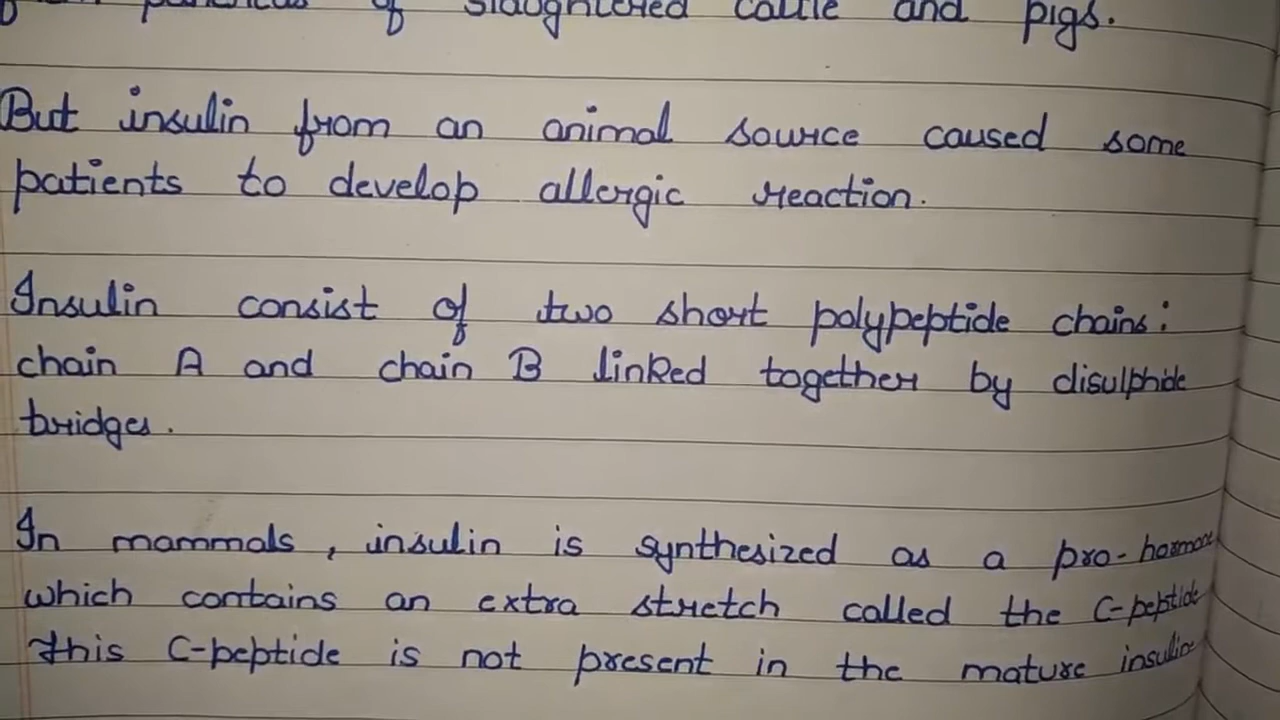 pancreas of slaughtered cattle and pigs.
But insulin from an animal source caused some
patients to develop allergic reaction.
Insulin consist of two short polypeptide chains:
chain A and chain B linked together by disulphide
bridges.
In mammals, insulin is synthesized as a pro-hormone
which contains an extra stretch called the C-peptide
this C-peptide is not present in the mature insulin